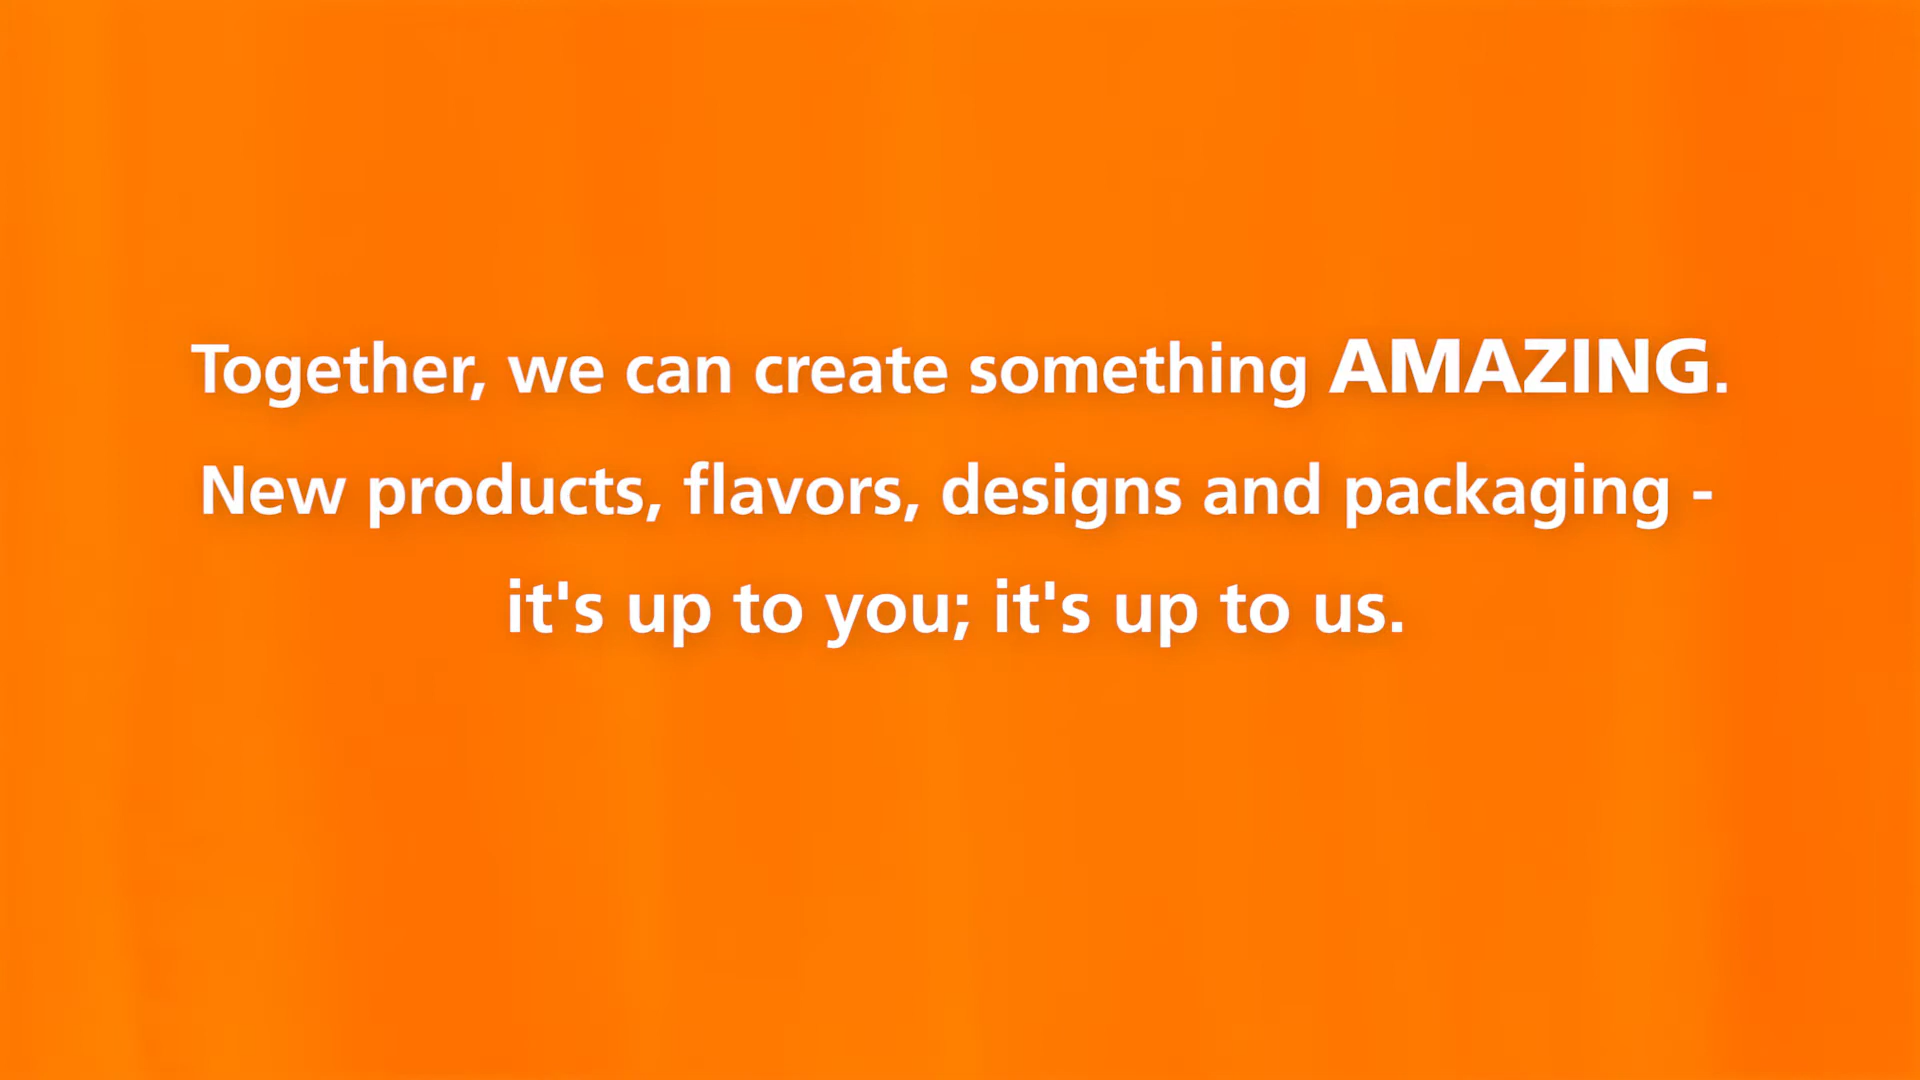 Together, we can create something AMAZING.
New products, flavors, designs and packaging -
it's up to you; it's up to us.